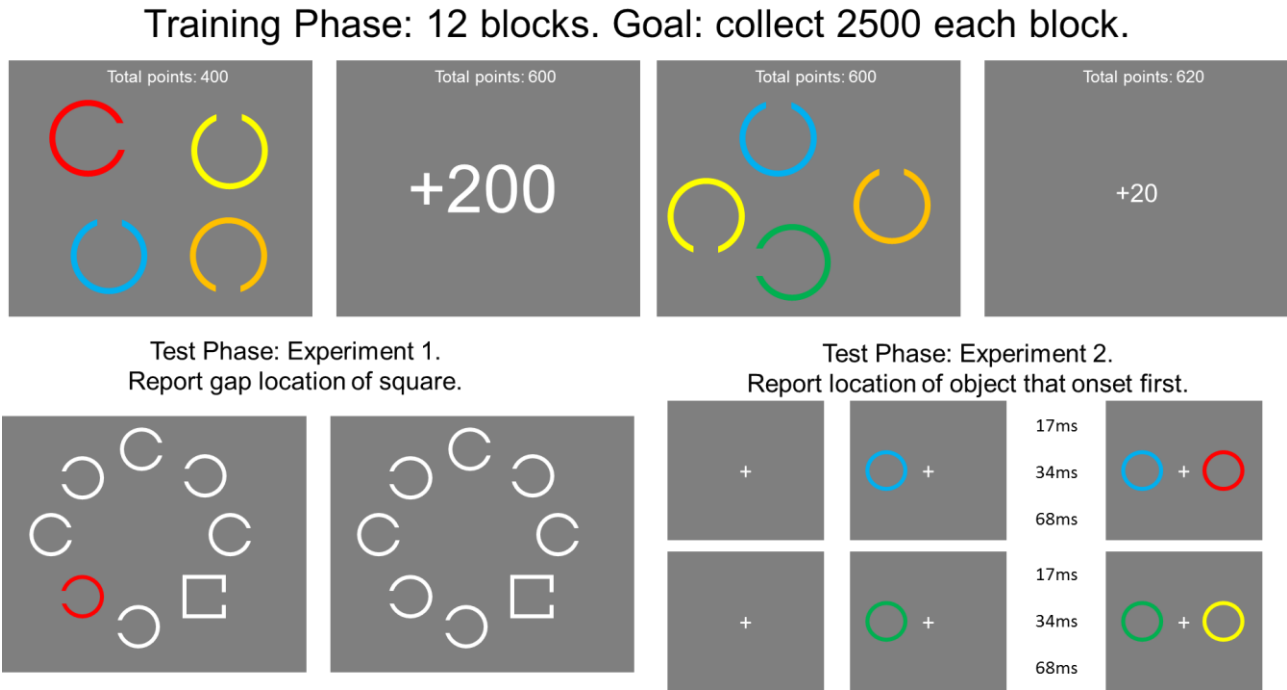 Training Phase: 12 blocks. Goal: collect 2500 each block.
Total points: 400
Total points: 600
Total points: 600
Total points: 620
+200
+20
Test Phase: Experiment 1.
Report gap location of square.
Test Phase: Experiment 2.
Report location of object that onset first.
17ms
34ms
68ms
17ms
34ms
68ms